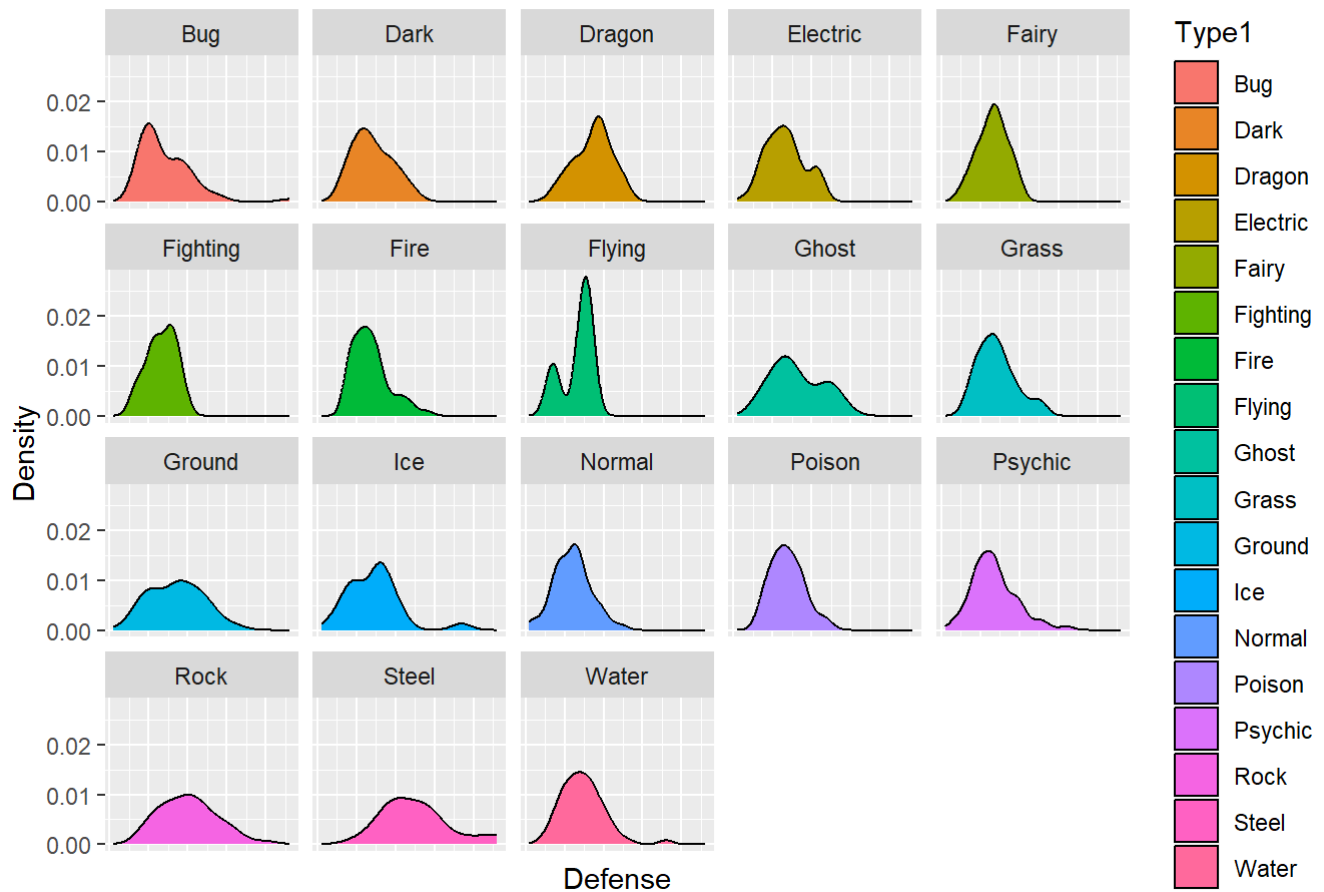 Bug
Dark
Dragon
Electric
Fairy
0.02
0.01
0.00
Fighting
Fire
Flying
Ghost
Grass
0.02
0.01
0.00
Ground
Ice
Normal
Poison
Psychic
0.02
0.01
0.00
Rock
Steel
Water
0.02
0.01
0.00
Density
Defense
Type1
Bug
Dark
Dragon
Electric
Fairy
Fighting
Fire
Flying
Ghost
Grass
Ground
Ice
Normal
Poison
Psychic
Rock
Steel
Water